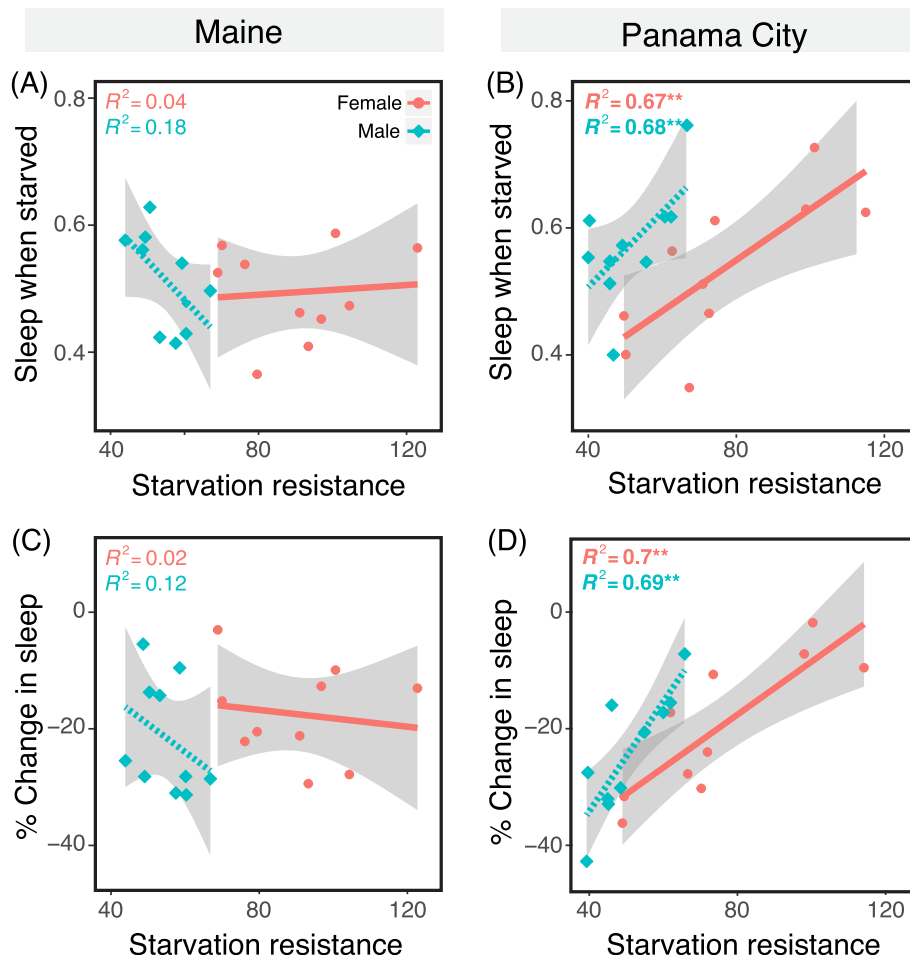 Maine
Panama City
(A)
R² = 0.04
R² = 0.18
Female
Male
Sleep when starved
0.8
0.6
0.4
40
80
120
Starvation resistance
(B)
R² = 0.67**
R² = 0.68**
Sleep when starved
0.8
0.6
0.4
40
80
120
Starvation resistance
(C)
R² = 0.02
R² = 0.12
% Change in sleep
0
−20
−40
40
80
120
Starvation resistance
(D)
R² = 0.7**
R² = 0.69**
% Change in sleep
0
−20
−40
40
80
120
Starvation resistance